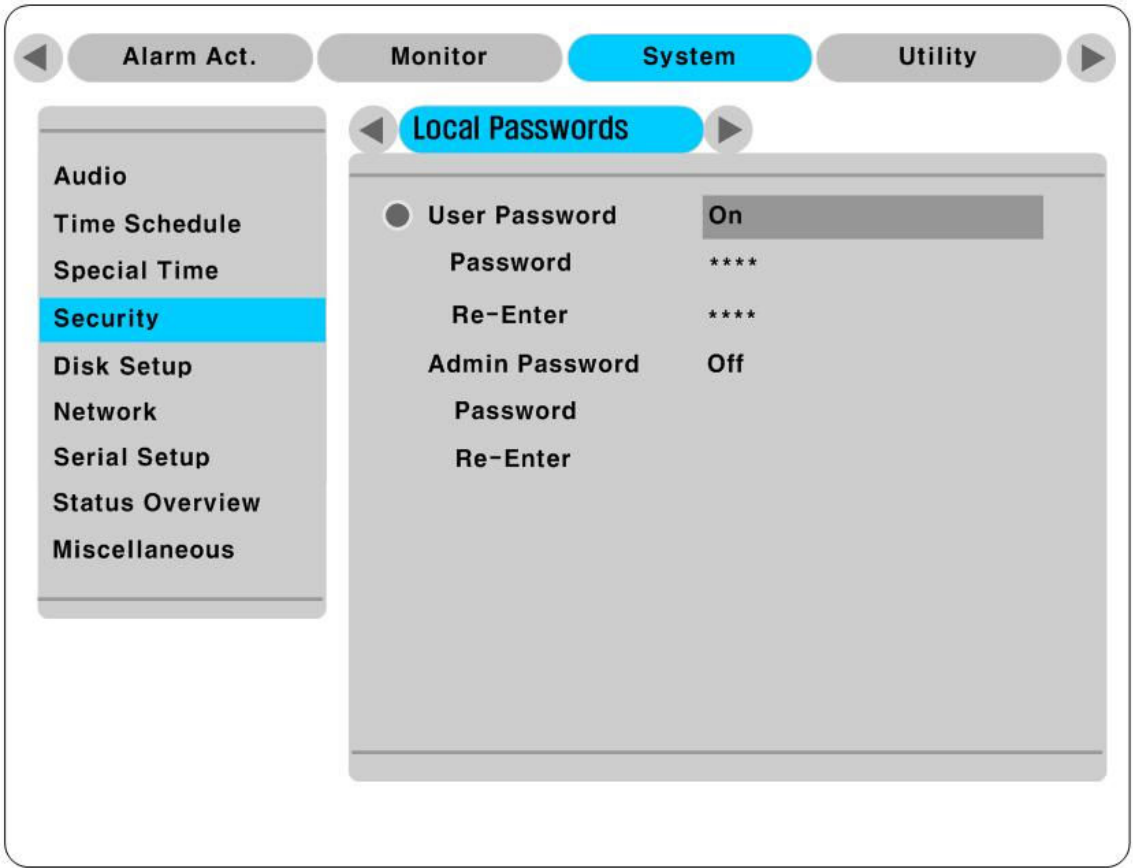 Alarm Act. Monitor System Utility
Local Passwords
Audio
Time Schedule
Special Time
Security
Disk Setup
Network
Serial Setup
Status Overview
Miscellaneous
User Password On
Password ****
Re-Enter ****
Admin Password Off
Password
Re-Enter